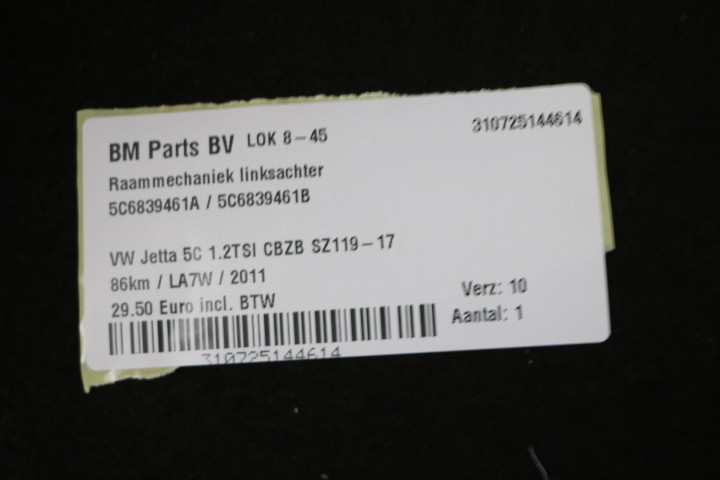 BM Parts BV LOK 8-45 310725144614
Raammechaniek linksachter
5C6839461A / 5C6839461B
VW Jetta 5C 1.2TSI CBZB SZ119-17
86km / LA7W / 2011
29.50 Euro incl. BTW
Verz: 10
Aantal: 1
310725144614